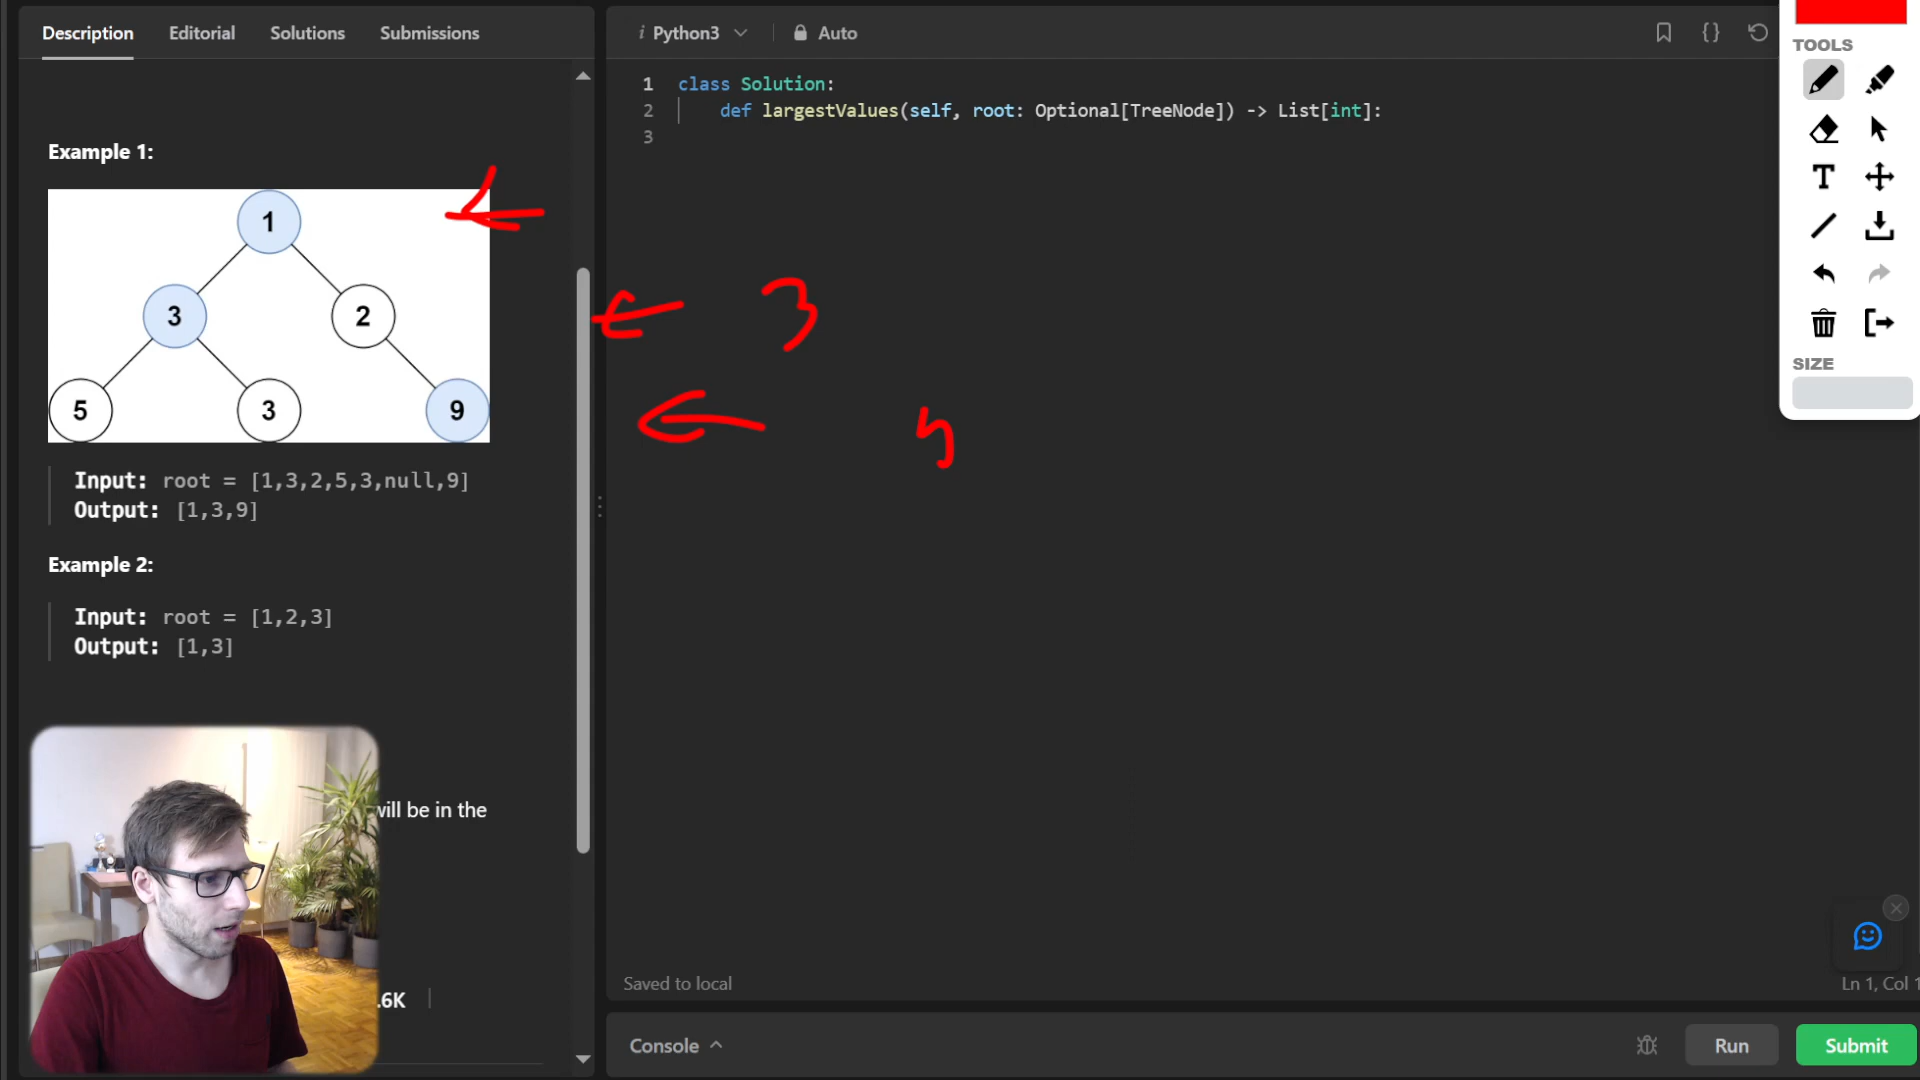 Description Editorial Solutions Submissions
Python3 Auto
1 class Solution:
2 def largestValues(self, root: Optional[TreeNode]) -> List[int]:
3
Example 1:
1
3 2
5 3 9
3
Input: root = [1,3,2,5,3,null,9]
Output: [1,3,9]
Example 2:
Input: root = [1,2,3]
Output: [1,3]
will be in the
.6K
Saved to local
Ln 1, Col 1
Console
Run
Submit
TOOLS
T
SIZE